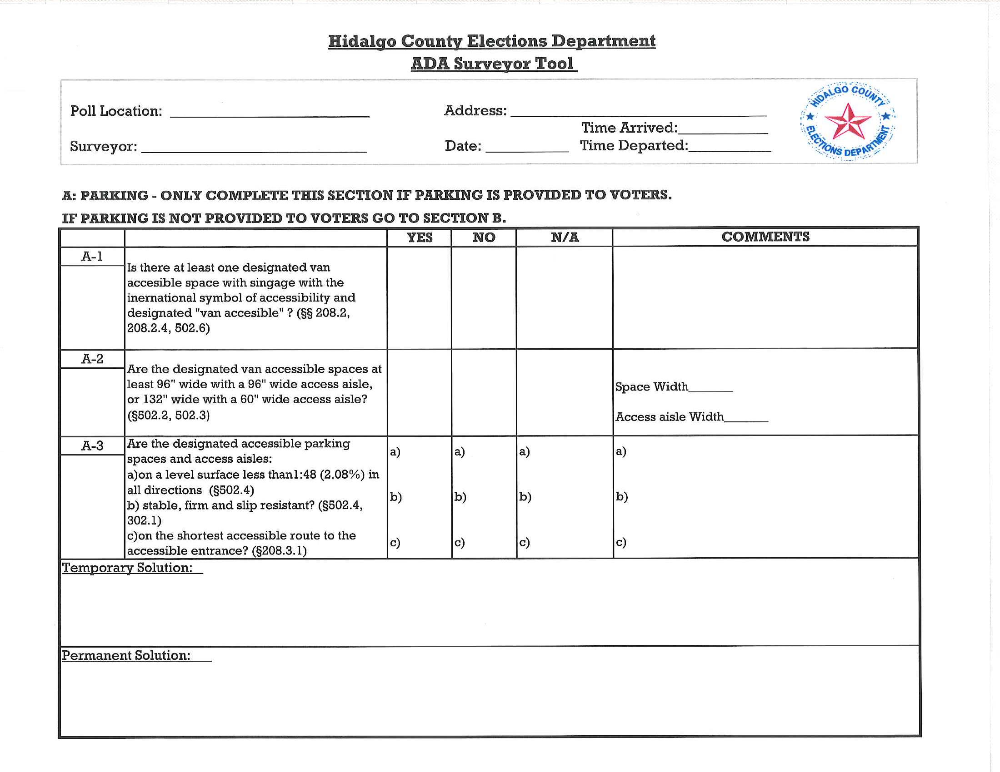 Hidalgo County Elections Department
ADA Surveyor Tool
Poll Location: ____________ Address: ____________
Time Arrived:____________
Surveyor: ____________ Date: ____________ Time Departed:____________
HIDALGO COUNTY
ELECTIONS DEPARTMENT
A: PARKING - ONLY COMPLETE THIS SECTION IF PARKING IS PROVIDED TO VOTERS.
IF PARKING IS NOT PROVIDED TO VOTERS GO TO SECTION B.
YES NO N/A COMMENTS
A-1
Is there at least one designated van
accesible space with singage with the
inernational symbol of accessibility and
designated "van accesible" ? (§§ 208.2,
208.2.4, 502.6)
A-2
Are the designated van accessible spaces at
least 96" wide with a 96" wide access aisle,
or 132" wide with a 60" wide access aisle?
(§502.2, 502.3)
Space Width_______
Access aisle Width_______
A-3
Are the designated accessible parking
spaces and access aisles:
a)on a level surface less than1:48 (2.08%) in
all directions (§502.4)
b) stable, firm and slip resistant? (§502.4,
302.1)
c)on the shortest accessible route to the
accessible entrance? (§208.3.1)
a) a) a) a)
b) b) b) b)
c) c) c) c)
Temporary Solution:
Permanent Solution: